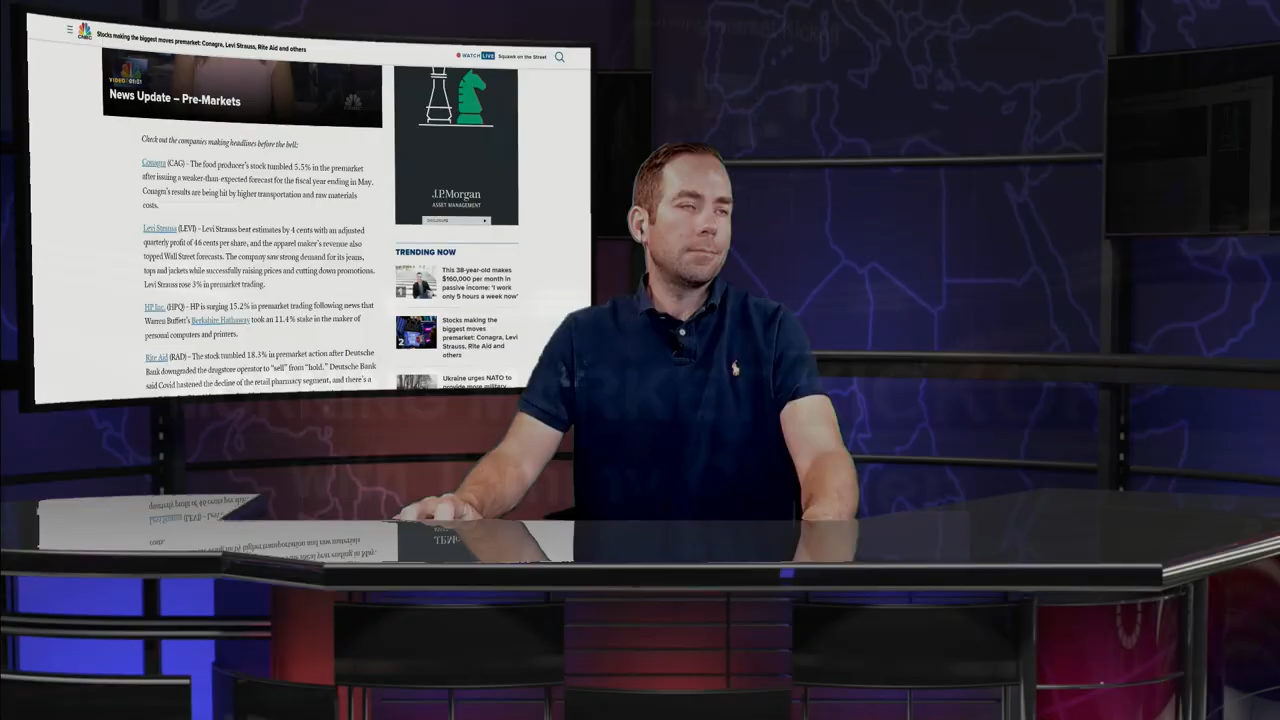 CNBC
Stocks making the biggest moves premarket: Conagra, Levi Strauss, Rite Aid and others
WATCH LIVE Squawk on the Street
News Update – Pre-Markets
Check out the companies making headlines before the bell:
Conagra (CAG) – The food producer's stock tumbled 5.5% in the premarket
after issuing a weaker-than-expected forecast for the fiscal year ending in May.
Conagra's results are being hit by higher transportation and raw materials
costs.
Levi Strauss (LEVI) – Levi Strauss beat estimates by 4 cents with an adjusted
quarterly profit of 46 cents per share, and the apparel maker's revenue also
topped Wall Street forecasts. The company saw strong demand for its jeans,
tops and jackets while successfully raising prices and cutting down promotions.
Levi Strauss rose 3% in premarket trading.
HP Inc. (HPQ) – HP is surging 15.2% in premarket trading following news that
Warren Buffett's Berkshire Hathaway took an 11.4% stake in the maker of
personal computers and printers.
Rite Aid (RAD) – The stock tumbled 18.3% in premarket action after Deutsche
Bank downgraded the drugstore operator to "sell" from "hold." Deutsche Bank
said Covid hastened the decline of the retail pharmacy segment, and there's a
J.P.Morgan
ASSET MANAGEMENT
DISCLOSURE
TRENDING NOW
1
This 38-year-old makes
$160,000 per month in
passive income: 'I work
only 5 hours a week now'
2
Stocks making the
biggest moves
premarket: Conagra, Levi
Strauss, Rite Aid and
others
Ukraine urges NATO to
provide more military